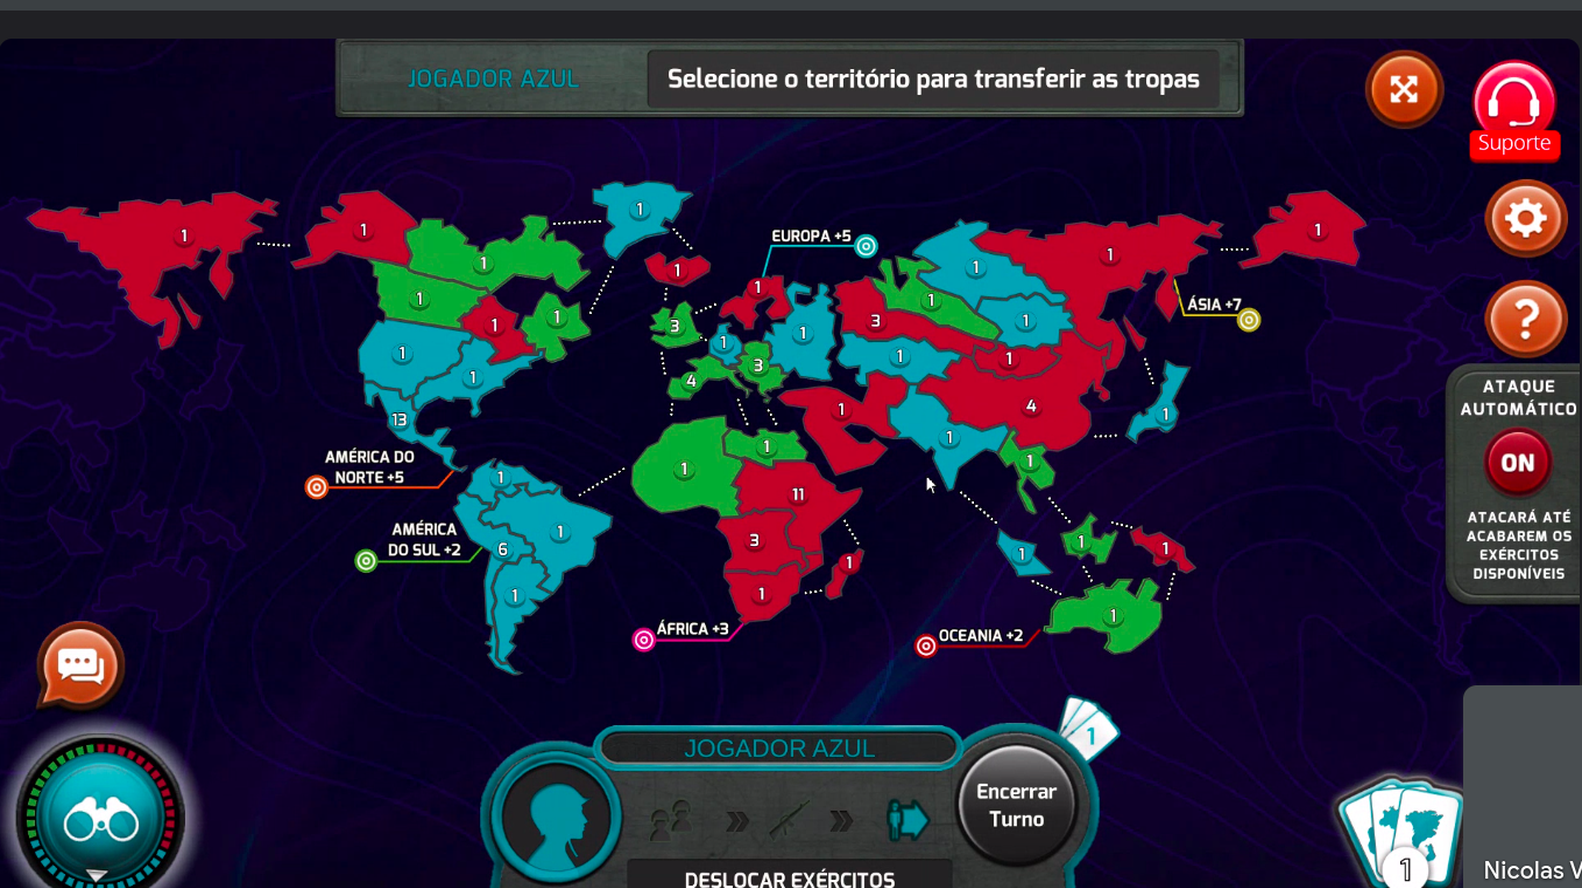 JOGADOR AZUL
Selecione o território para transferir as tropas
Suporte
1
1
1
1
EUROPA +5
1
1
1
1
1
1
1
ÁSIA +7
1
1
1
3
1
1
3
1
1
3
1
1
1
1
4
1
ATAQUE
AUTOMÁTICO
ON
ATACARÁ ATÉ
ACABAREM OS
EXÉRCITOS
DISPONÍVEIS
13
1
4
1
1
1
1
AMÉRICA DO
NORTE +5
1
1
1
11
AMÉRICA
DO SUL +2
1
6
3
1
1
1
1
1
1
1
1
ÁFRICA +3
OCEANIA +2
1
JOGADOR AZUL
Encerrar
Turno
DESLOCAR EXÉRCITOS
1
Nicolas V